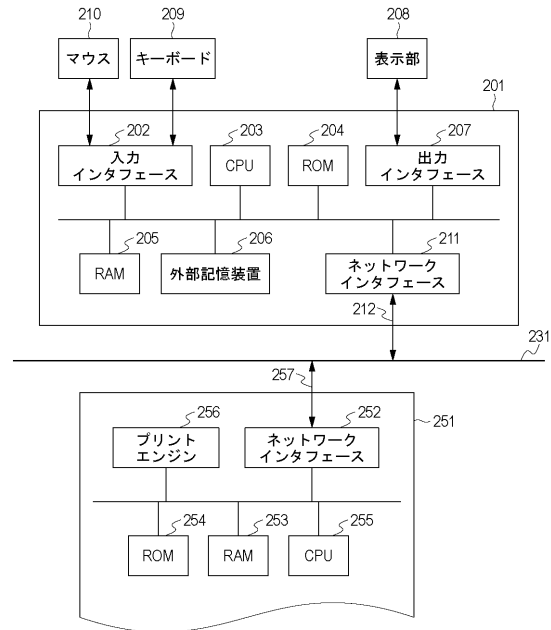 210
209
208
マウス
キーボード
表示部
201
202
203
204
207
入力
インタフェース
CPU
ROM
出力
インタフェース
205
206
211
RAM
外部記憶装置
ネットワーク
インタフェース
212
231
257
251
256
252
プリント
エンジン
ネットワーク
インタフェース
254
253
255
ROM
RAM
CPU